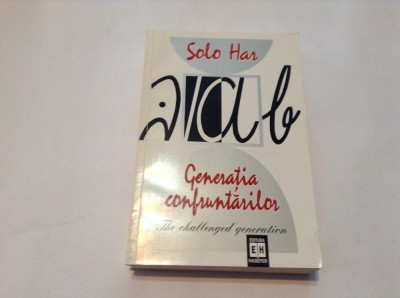 Solo Har
a a b
Generația
confruntărilor
The challenged generation
EDITURA
EH
HASEFER